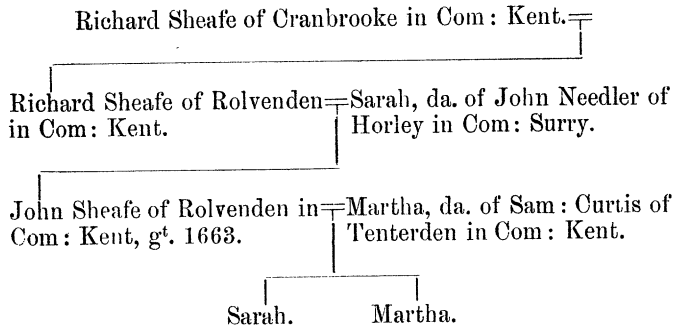 Richard Sheafe of Cranbrooke in Com: Kent.
Richard Sheafe of Rolvenden
in Com: Kent.
Sarah, da. of John Needler of
Horley in Com: Surry.
John Sheafe of Rolvenden in
Com: Kent, gt. 1663.
Martha, da. of Sam: Curtis of
Tenterden in Com: Kent.
Sarah.
Martha.